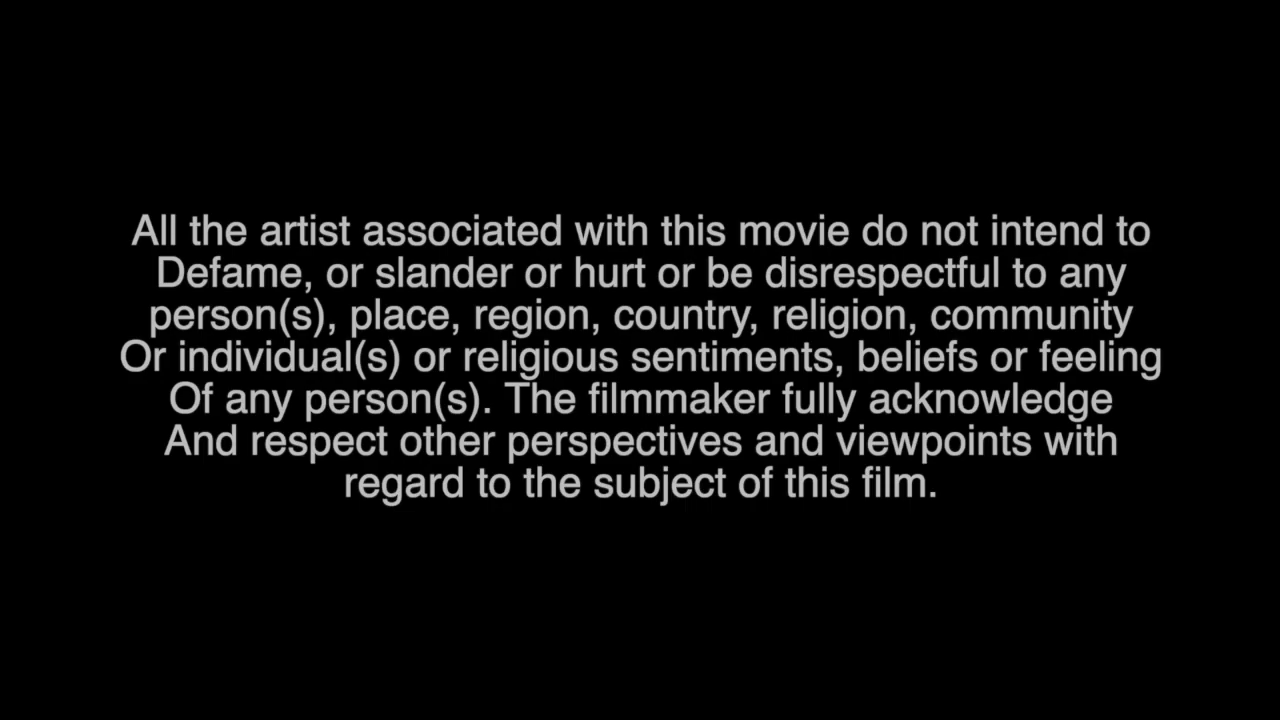 All the artist associated with this movie do not intend to
Defame, or slander or hurt or be disrespectful to any
person(s), place, region, country, religion, community
Or individual(s) or religious sentiments, beliefs or feeling
Of any person(s). The filmmaker fully acknowledge
And respect other perspectives and viewpoints with
regard to the subject of this film.